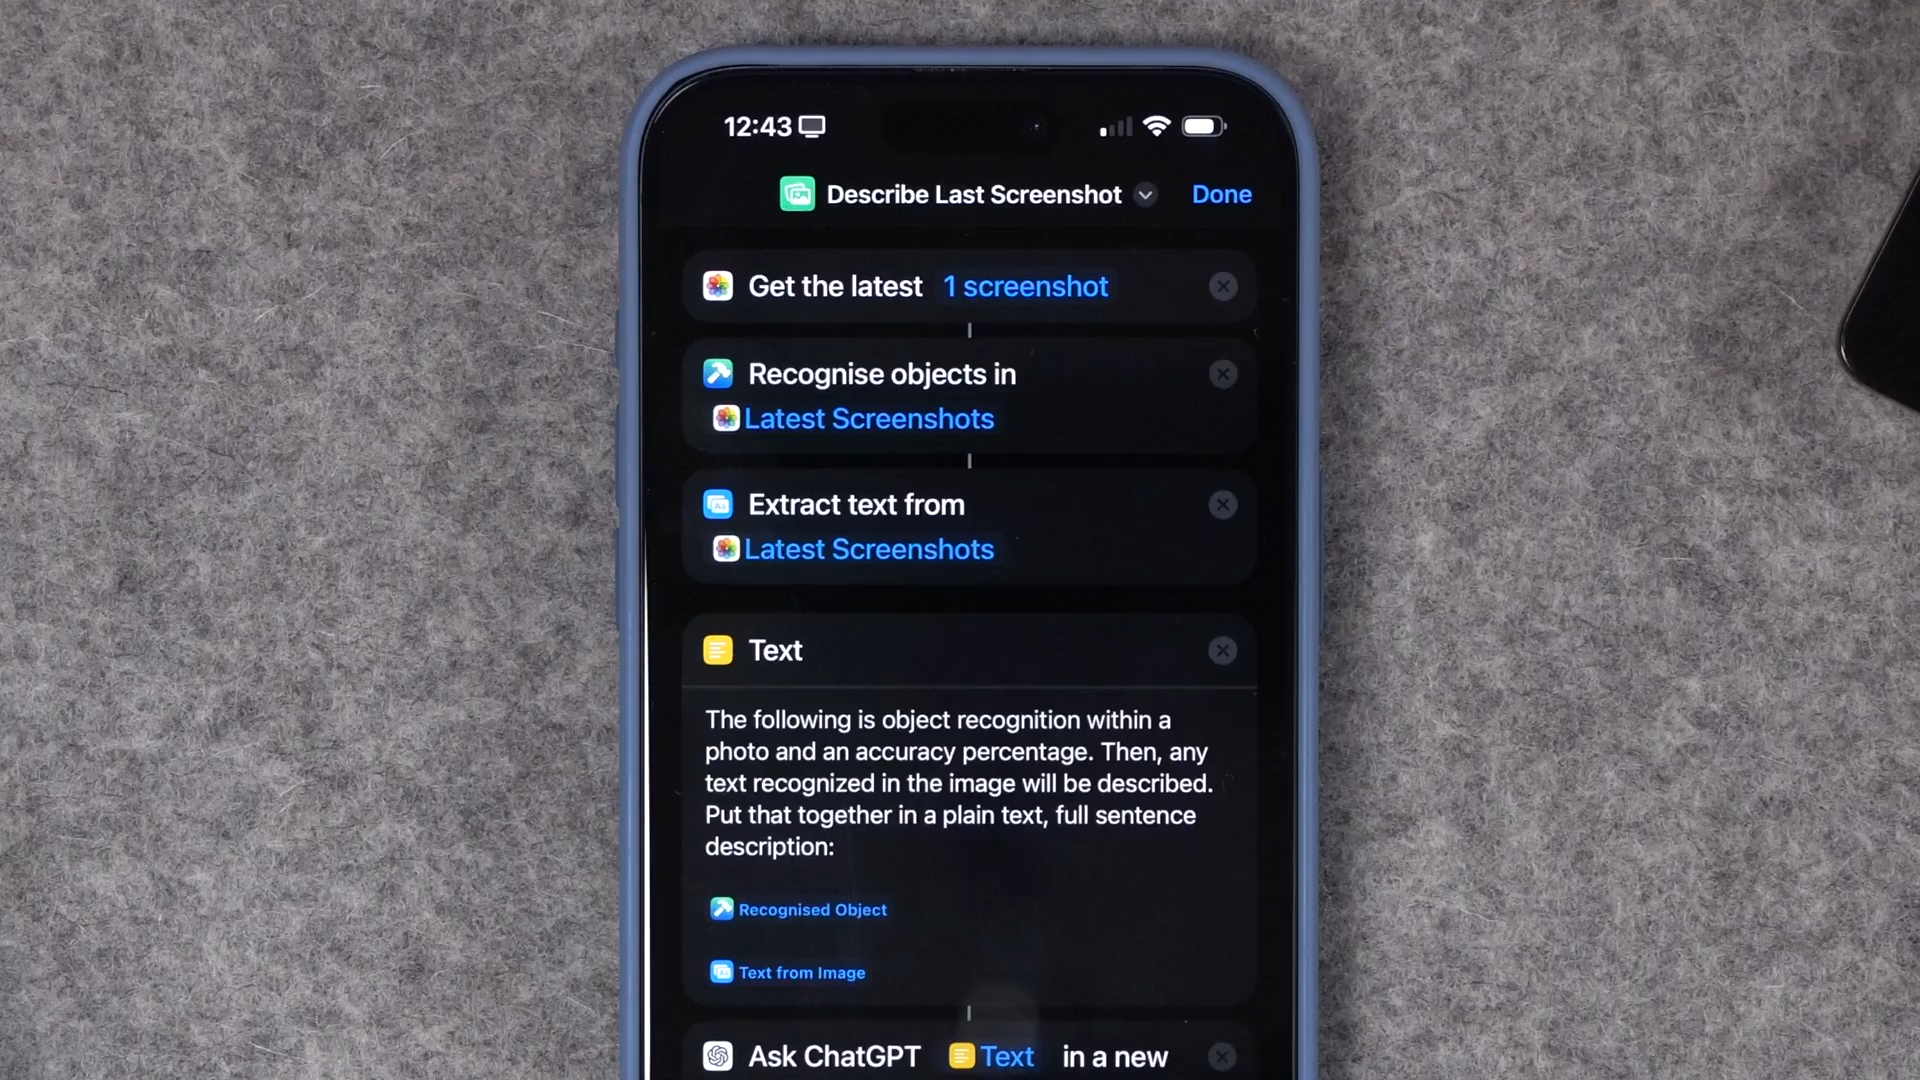 12:43
Describe Last Screenshot Done
Get the latest 1 screenshot
Recognise objects in
Latest Screenshots
Extract text from
Latest Screenshots
Text
The following is object recognition within a
photo and an accuracy percentage. Then, any
text recognized in the image will be described.
Put that together in a plain text, full sentence
description:
Recognised Object
Text from Image
Ask ChatGPT Text in a new